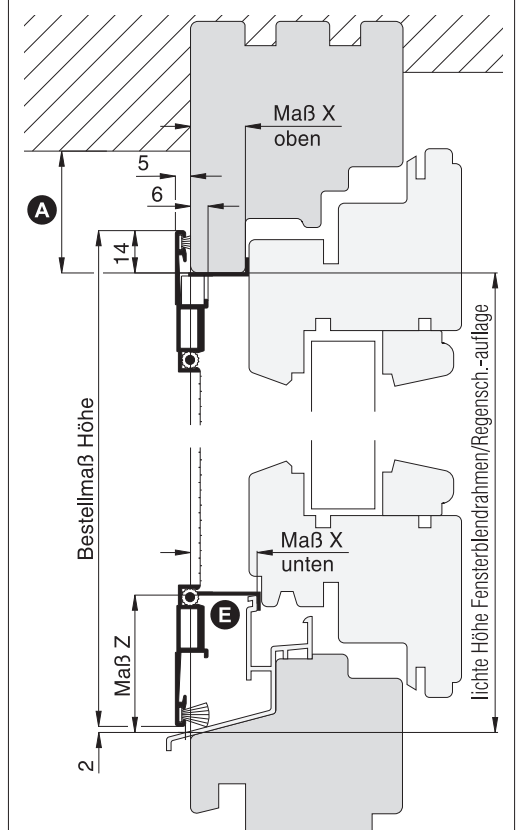 Maß X
oben
5
6
A
14
Bestellmaß Höhe
lichte Höhe Fensterblendrahmen/Regensch.-auflage
Maß X
unten
E
Maß Z
2